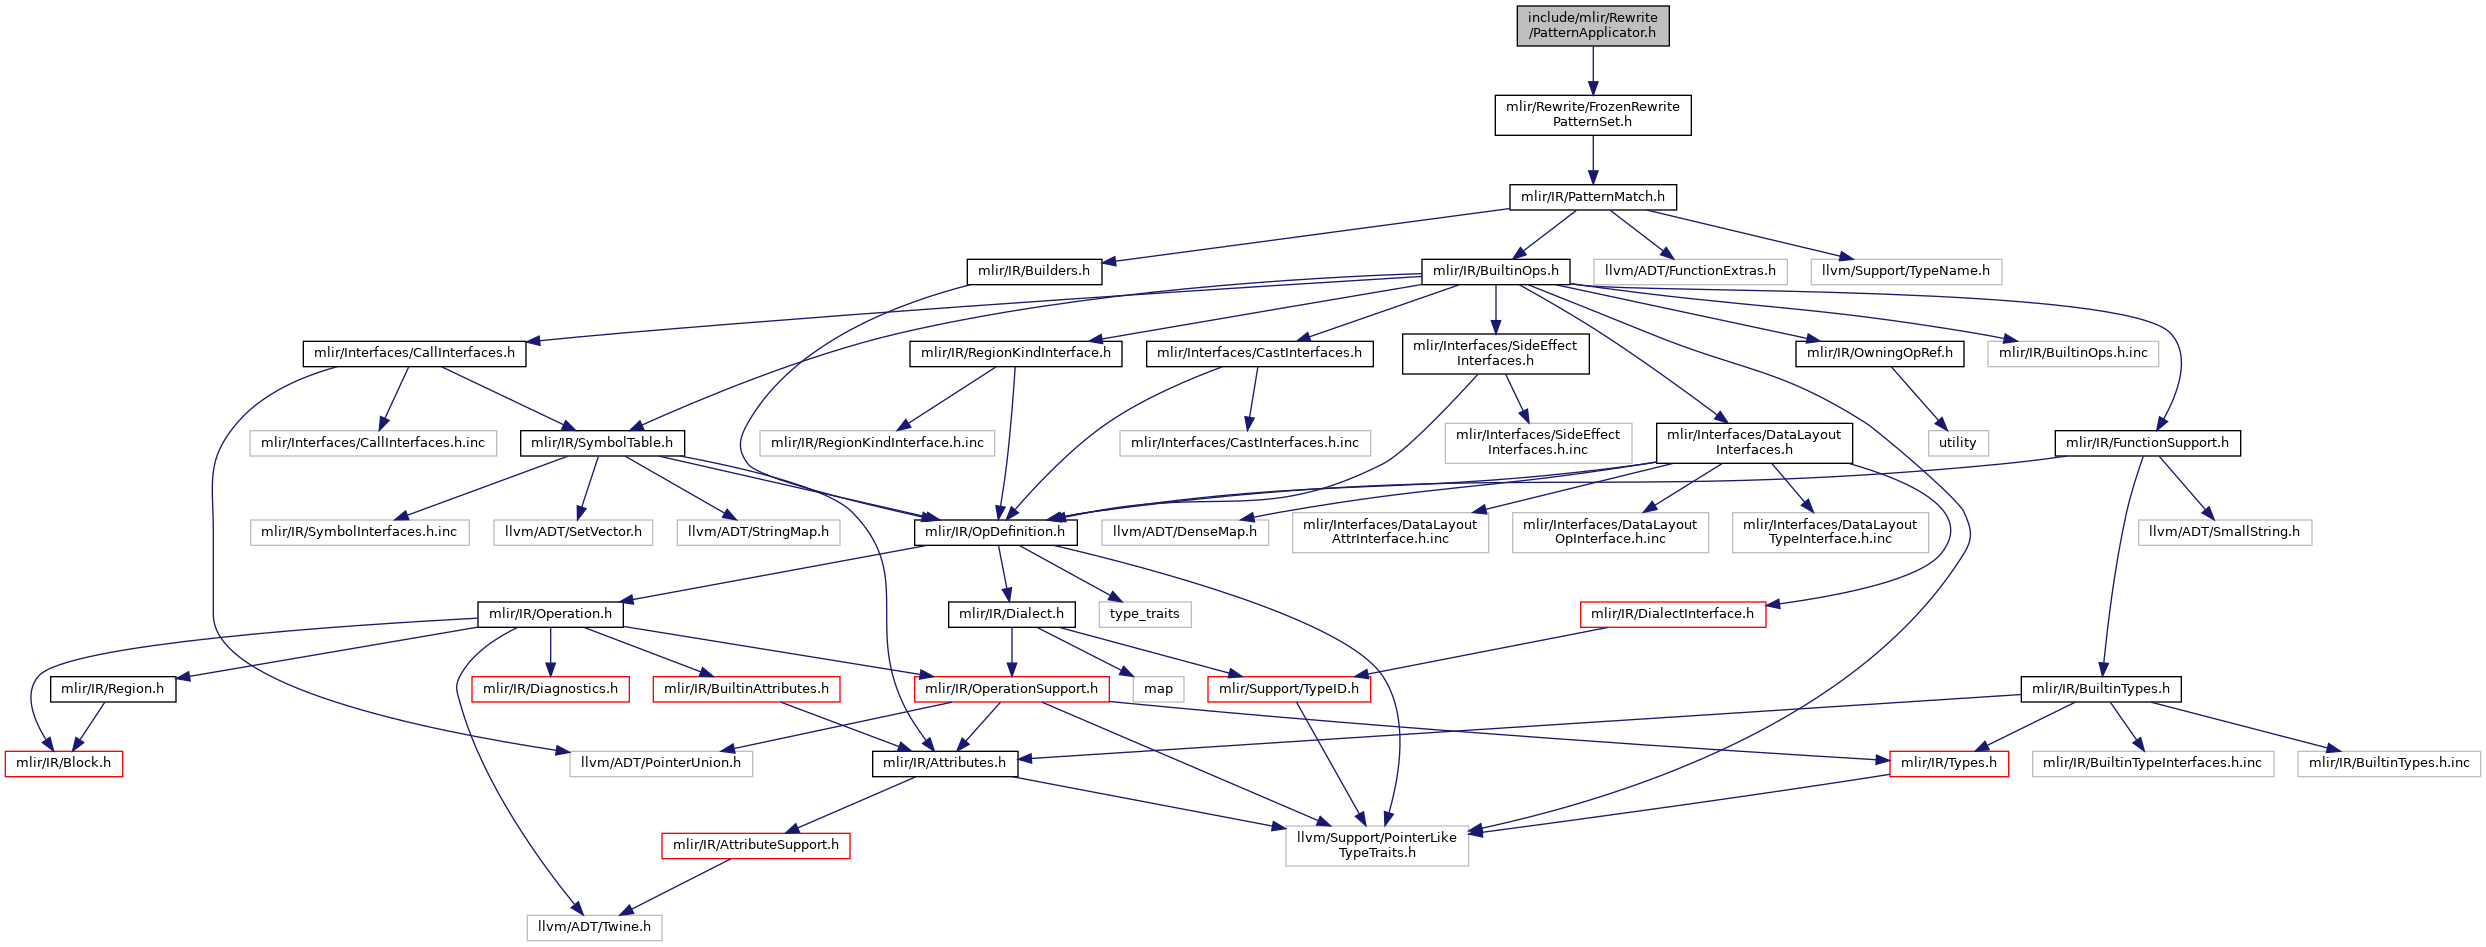 include/mlir/Rewrite
/PatternApplicator.h
mlir/Rewrite/FrozenRewrite
PatternSet.h
mlir/IR/PatternMatch.h
mlir/IR/Builders.h
mlir/IR/BuiltinOps.h
llvm/ADT/FunctionExtras.h
llvm/Support/TypeName.h
mlir/Interfaces/CallInterfaces.h
mlir/IR/RegionKindInterface.h
mlir/Interfaces/CastInterfaces.h
mlir/Interfaces/SideEffect
Interfaces.h
mlir/IR/OwningOpRef.h
mlir/IR/BuiltinOps.h.inc
mlir/Interfaces/CallInterfaces.h.inc
mlir/IR/SymbolTable.h
mlir/IR/RegionKindInterface.h.inc
mlir/Interfaces/CastInterfaces.h.inc
mlir/Interfaces/SideEffect
Interfaces.h.inc
mlir/Interfaces/DataLayout
Interfaces.h
utility
mlir/IR/FunctionSupport.h
mlir/IR/SymbolInterfaces.h.inc
llvm/ADT/SetVector.h
llvm/ADT/StringMap.h
mlir/IR/OpDefinition.h
llvm/ADT/DenseMap.h
mlir/Interfaces/DataLayout
AttrInterface.h.inc
mlir/Interfaces/DataLayout
OpInterface.h.inc
mlir/Interfaces/DataLayout
TypeInterface.h.inc
llvm/ADT/SmallString.h
mlir/IR/Operation.h
mlir/IR/Dialect.h
type_traits
mlir/IR/DialectInterface.h
mlir/IR/Region.h
mlir/IR/Diagnostics.h
mlir/IR/BuiltinAttributes.h
mlir/IR/OperationSupport.h
map
mlir/Support/TypeID.h
mlir/IR/BuiltinTypes.h
mlir/IR/Block.h
llvm/ADT/PointerUnion.h
mlir/IR/Attributes.h
mlir/IR/Types.h
mlir/IR/BuiltinTypeInterfaces.h.inc
mlir/IR/BuiltinTypes.h.inc
mlir/IR/AttributeSupport.h
llvm/Support/PointerLike
TypeTraits.h
llvm/ADT/Twine.h